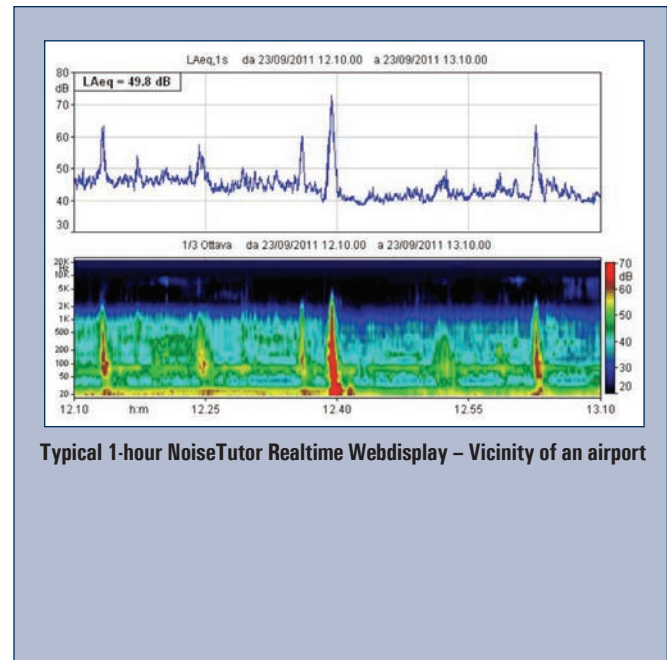 LAeq,1s da 23/09/2011 12.10.00 a 23/09/2011 13.10.00
80
dB
LAeq = 49.8 dB
70
60
50
40
30
1/3 Ottava da 23/09/2011 12.10.00 a 23/09/2011 13.10.00
20K
10K
5K
2K
1K
500
200
100
50
20
70
dB
60
50
40
30
20
12.10 h:m 12.25 12.40 12.55 13.10
Typical 1-hour NoiseTutor Realtime Webdisplay – Vicinity of an airport